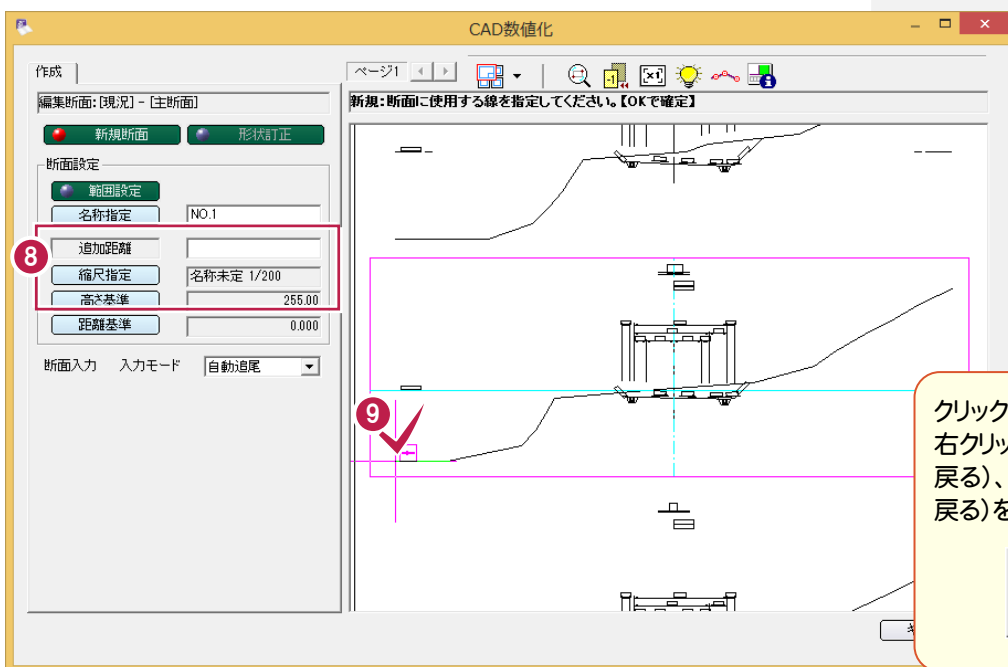 CAD数値化
作成
ページ1
編集断面:[現況] - [主断面]
新規:断面に使用する線を指定してください。【OKで確定】
新規断面
形状訂正
断面設定
範囲設定
名称指定
NO.1
8
追加距離
縮尺指定
名称未定 1/200
高さ基準
255.00
距離基準
0.000
断面入力 入力モード 自動追尾
9
クリック
右クリッ
戻る)、
戻る)を